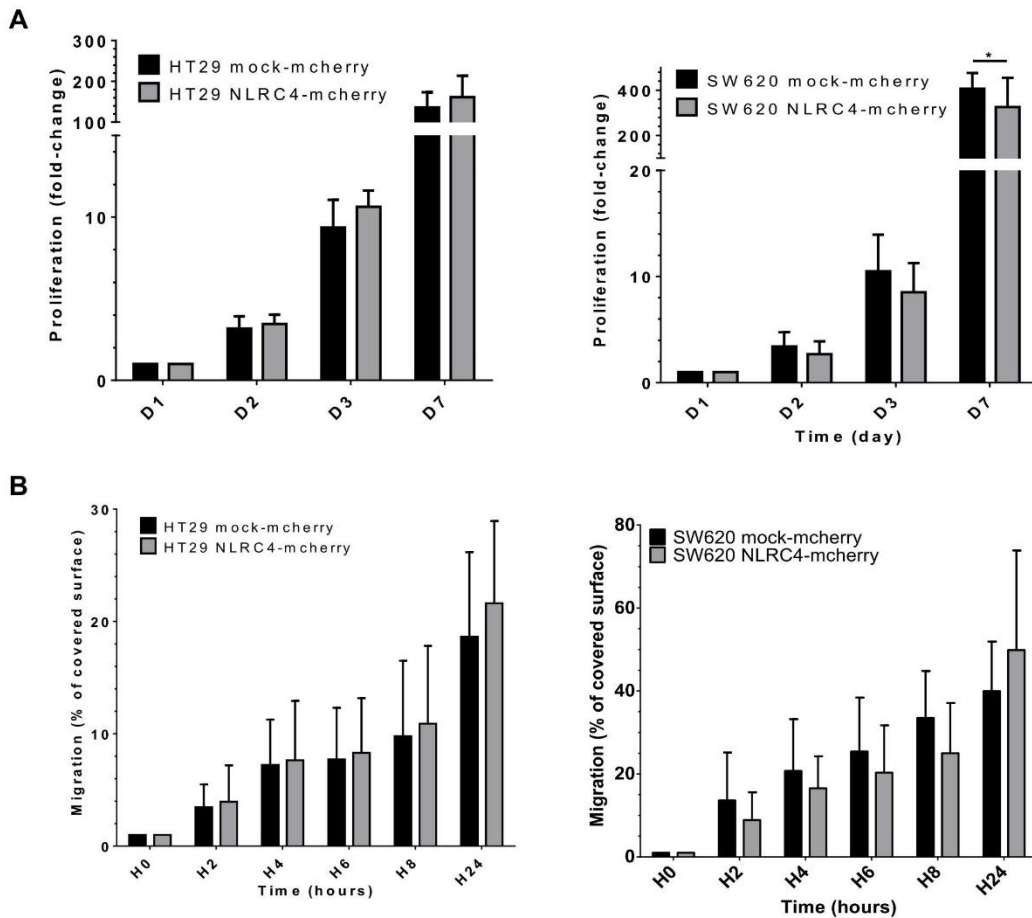 A
Proliferation (fold-change)
300
200
100
10
0
HT29 mock-mcherry
HT29 NLRC4-mcherry
D1
D2
D3
D7
Proliferation (fold-change)
400
200
20
10
0
SW620 mock-mcherry
SW620 NLRC4-mcherry
*
D1
D2
D3
D7
Time (day)
B
Migration (% of covered surface)
30
20
10
0
HT29 mock-mcherry
HT29 NLRC4-mcherry
H0
H2
H4
H6
H8
H24
Time (hours)
Migration (% of covered surface)
80
60
40
20
0
SW620 mock-mcherry
SW620 NLRC4-mcherry
H0
H2
H4
H6
H8
H24
Time (hours)